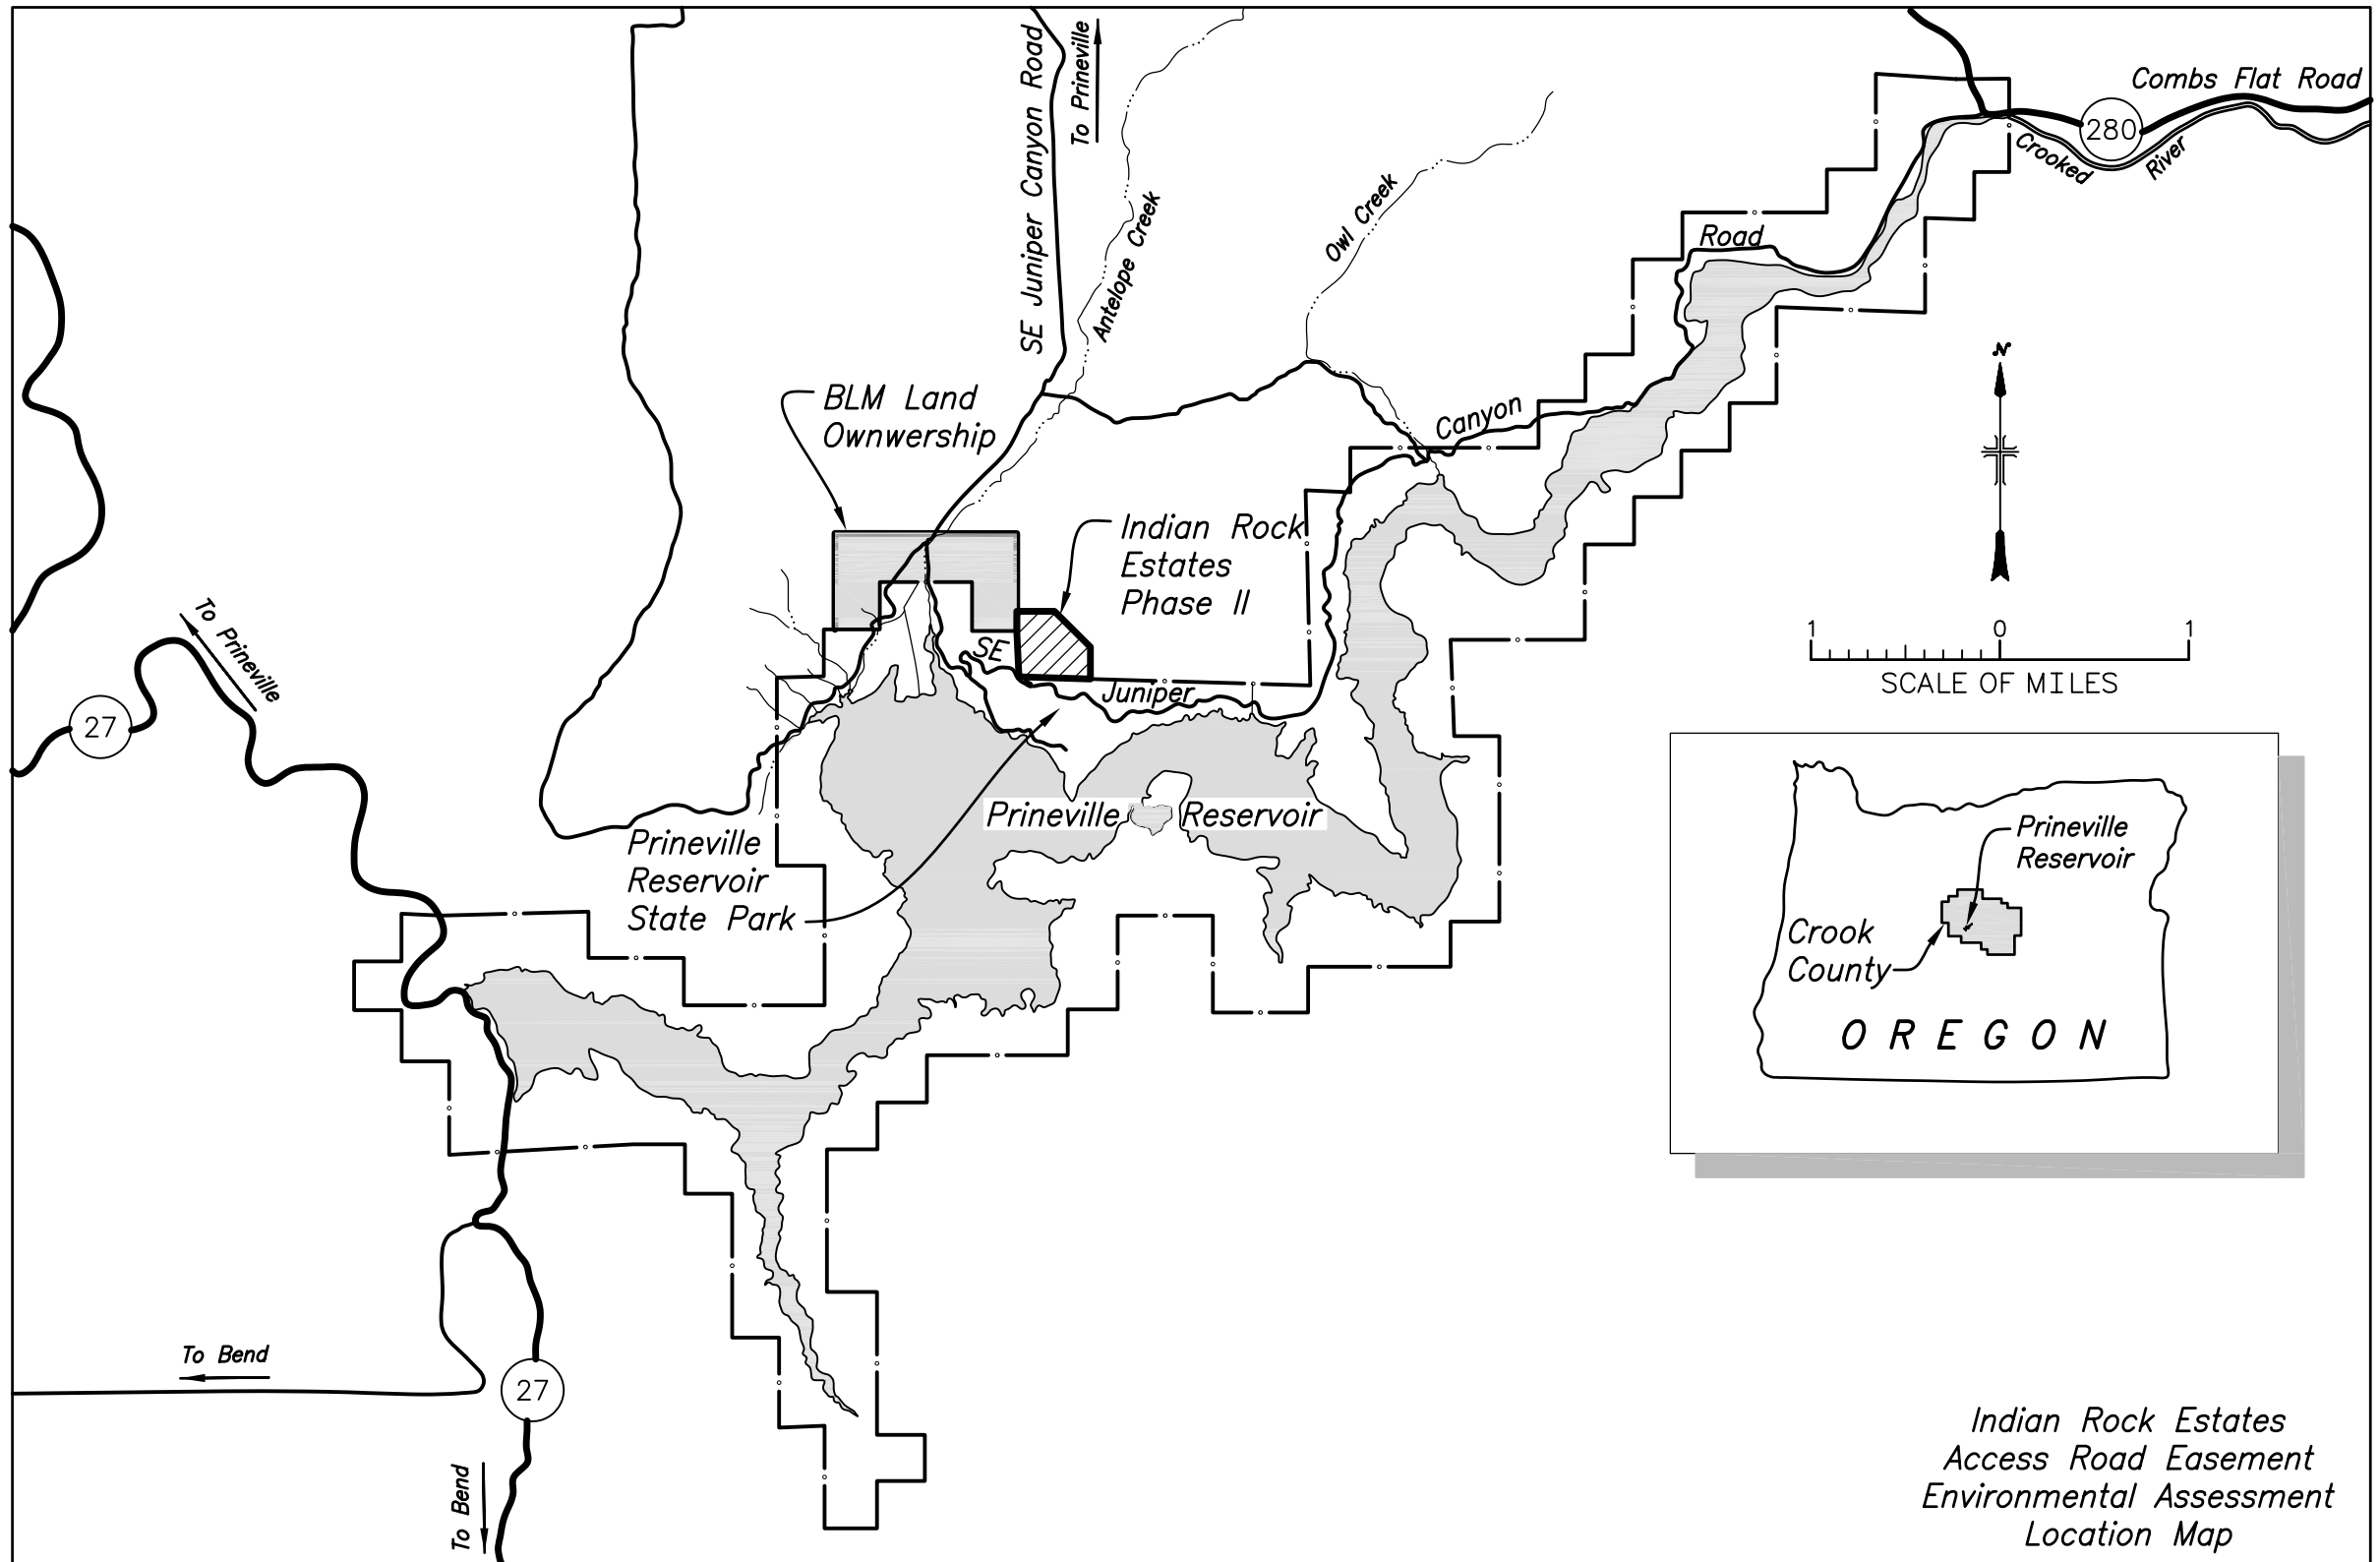 SE Juniper Canyon Road
To Prineville
Combs Flat Road
280
Crooked
River
Antelope Creek
Owl Creek
Road
BLM Land
Ownwership
Canyon
N
Indian Rock
Estates
Phase II
To Prineville
27
SE
Juniper
1 0 1
SCALE OF MILES
Prineville Reservoir
Prineville
Reservoir
State Park
Prineville
Reservoir
Crook
County
OREGON
To Bend
27
To Bend
Indian Rock Estates
Access Road Easement
Environmental Assessment
Location Map